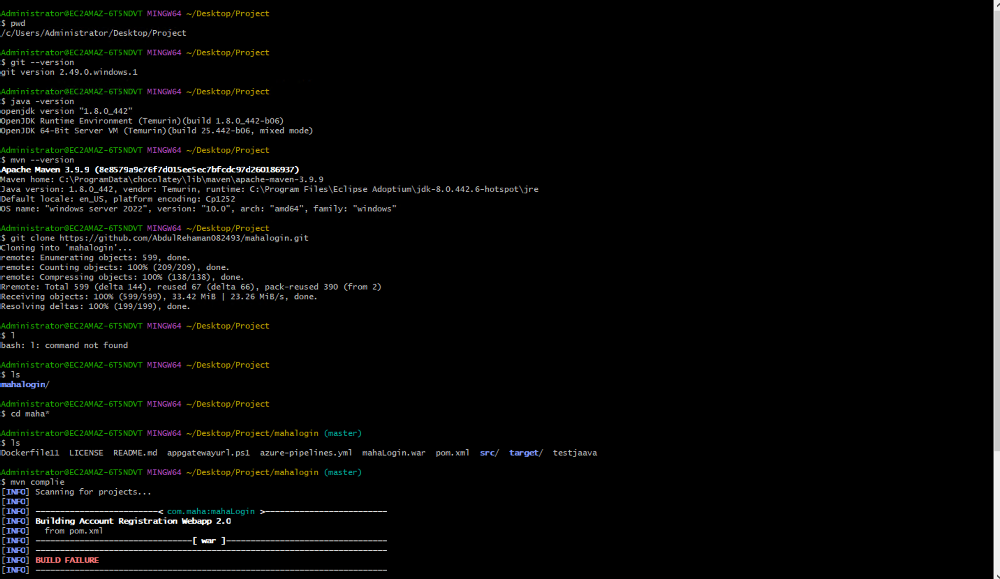 Administrator@EC2AMAZ-6T5NDVT MINGW64 ~/Desktop/Project
$ pwd
/c/Users/Administrator/Desktop/Project
Administrator@EC2AMAZ-6T5NDVT MINGW64 ~/Desktop/Project
$ git --version
git version 2.49.0.windows.1
Administrator@EC2AMAZ-6T5NDVT MINGW64 ~/Desktop/Project
$ java -version
openjdk version "1.8.0_442"
OpenJDK Runtime Environment (Temurin)(build 1.8.0_442-b06)
OpenJDK 64-Bit Server VM (Temurin)(build 25.442-b06, mixed mode)
Administrator@EC2AMAZ-6T5NDVT MINGW64 ~/Desktop/Project
$ mvn --version
Apache Maven 3.9.9 (8e8579a9e76f7d015ee5ec7bfcdc97d260186937)
Maven home: C:\ProgramData\chocolatey\lib\maven\apache-maven-3.9.9
Java version: 1.8.0_442, vendor: Temurin, runtime: C:\Program Files\Eclipse Adoptium\jdk-8.0.442.6-hotspot\jre
Default locale: en_US, platform encoding: Cp1252
OS name: "windows server 2022", version: "10.0", arch: "amd64", family: "windows"
Administrator@EC2AMAZ-6T5NDVT MINGW64 ~/Desktop/Project
$ git clone https://github.com/AbdulRehaman082493/mahalogin.git
Cloning into 'mahalogin'...
remote: Enumerating objects: 599, done.
remote: Counting objects: 100% (209/209), done.
remote: Compressing objects: 100% (138/138), done.
Rremote: Total 599 (delta 144), reused 67 (delta 66), pack-reused 390 (from 2)
Receiving objects: 100% (599/599), 33.42 MiB | 23.26 MiB/s, done.
Resolving deltas: 100% (199/199), done.
Administrator@EC2AMAZ-6T5NDVT MINGW64 ~/Desktop/Project
$ l
bash: l: command not found
Administrator@EC2AMAZ-6T5NDVT MINGW64 ~/Desktop/Project
$ ls
mahalogin/
Administrator@EC2AMAZ-6T5NDVT MINGW64 ~/Desktop/Project
$ cd maha*
Administrator@EC2AMAZ-6T5NDVT MINGW64 ~/Desktop/Project/mahalogin (master)
$ ls
Dockerfile11 LICENSE README.md appgatewayurl.ps1 azure-pipelines.yml mahaLogin.war pom.xml src/ target/ testjaava
Administrator@EC2AMAZ-6T5NDVT MINGW64 ~/Desktop/Project/mahalogin (master)
$ mvn complie
[INFO] Scanning for projects...
[INFO]
[INFO] -------------------------< com.maha:mahaLogin >-------------------------
[INFO] Building Account Registration Webapp 2.0
[INFO]   from pom.xml
[INFO] --------------------------------[ war ]---------------------------------
[INFO] ------------------------------------------------------------------------
[INFO] BUILD FAILURE
[INFO] ------------------------------------------------------------------------